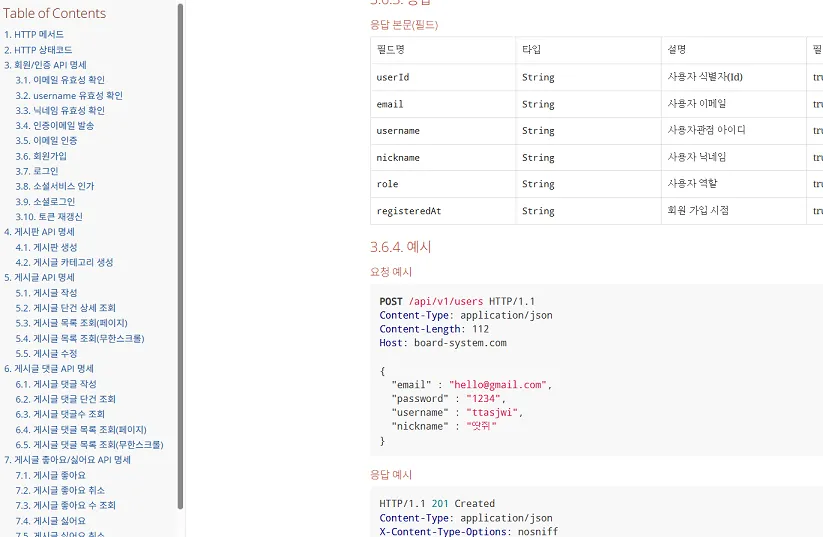 Table of Contents
1. HTTP 메서드
2. HTTP 상태코드
3. 회원/인증 API 명세
3.1. 이메일 유효성 확인
3.2. username 유효성 확인
3.3. 닉네임 유효성 확인
3.4. 인증이메일 발송
3.5. 이메일 인증
3.6. 회원가입
3.7. 로그인
3.8. 소셜서비스 인가
3.9. 소셜로그인
3.10. 토큰 재갱신
4. 게시판 API 명세
4.1. 게시판 생성
4.2. 게시글 카테고리 생성
5. 게시글 API 명세
5.1. 게시글 작성
5.2. 게시글 단건 상세 조회
5.3. 게시글 목록 조회(페이지)
5.4. 게시글 목록 조회(무한스크롤)
5.5. 게시글 수정
6. 게시글 댓글 API 명세
6.1. 게시글 댓글 작성
6.2. 게시글 댓글 단건 조회
6.3. 게시글 댓글수 조회
6.4. 게시글 댓글 목록 조회(페이지)
6.5. 게시글 댓글 목록 조회(무한스크롤)
7. 게시글 좋아요/싫어요 API 명세
7.1. 게시글 좋아요
7.2. 게시글 좋아요 취소
7.3. 게시글 좋아요 수 조회
7.4. 게시글 싫어요
7.5. 게시글 싫어요 취소
3.6.3. 응답
응답 본문(필드)
필드명 타입 설명 필
userId String 사용자 식별자(Id) tru
email String 사용자 이메일 tru
username String 사용자관점 아이디 tru
nickname String 사용자 닉네임 tru
role String 사용자 역할 tru
registeredAt String 회원 가입 시점 tru
3.6.4. 예시
요청 예시
POST /api/v1/users HTTP/1.1
Content-Type: application/json
Content-Length: 112
Host: board-system.com
{
"email" : "hello@gmail.com",
"password" : "1234",
"username" : "ttasjwi",
"nickname" : "땃쥐"
}
응답 예시
HTTP/1.1 201 Created
Content-Type: application/json
X-Content-Type-Options: nosniff